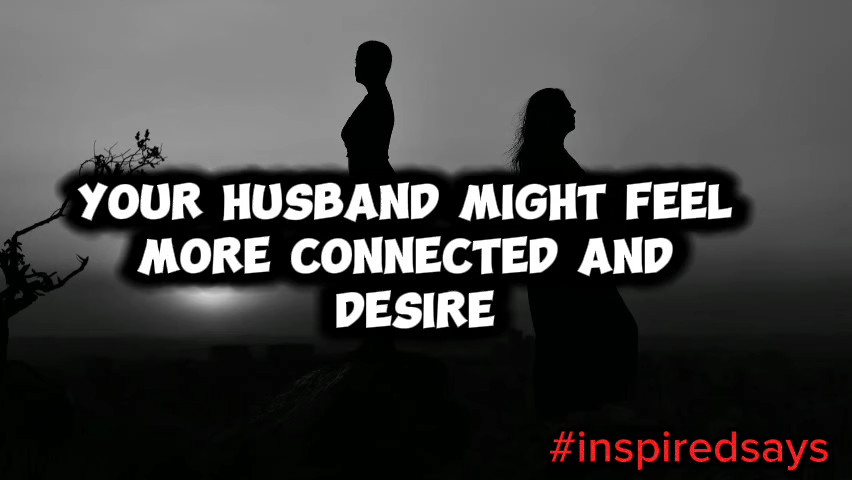 YOUR HUSBAND MIGHT FEEL
MORE CONNECTED AND
DESIRE
#inspiredsays